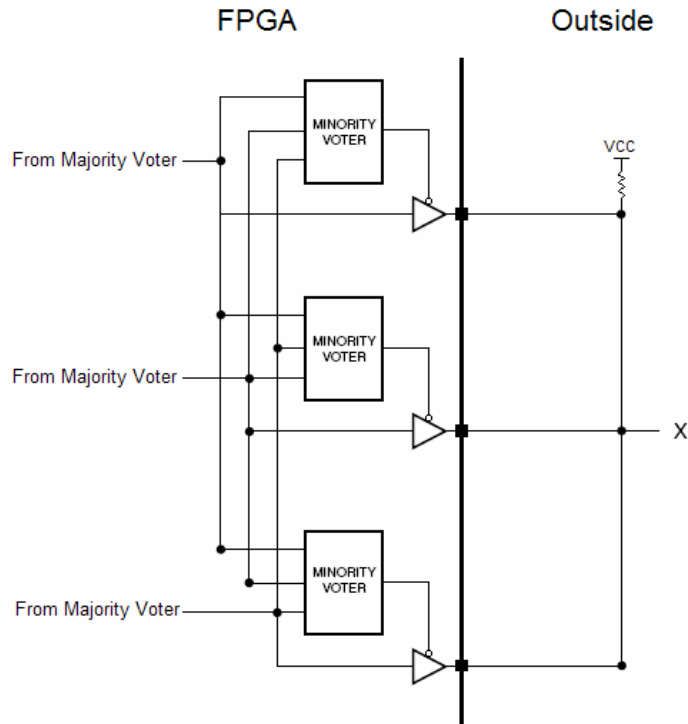 FPGA
Outside
MINORITY
VOTER
From Majority Voter
VCC
MINORITY
VOTER
From Majority Voter
X
MINORITY
VOTER
From Majority Voter